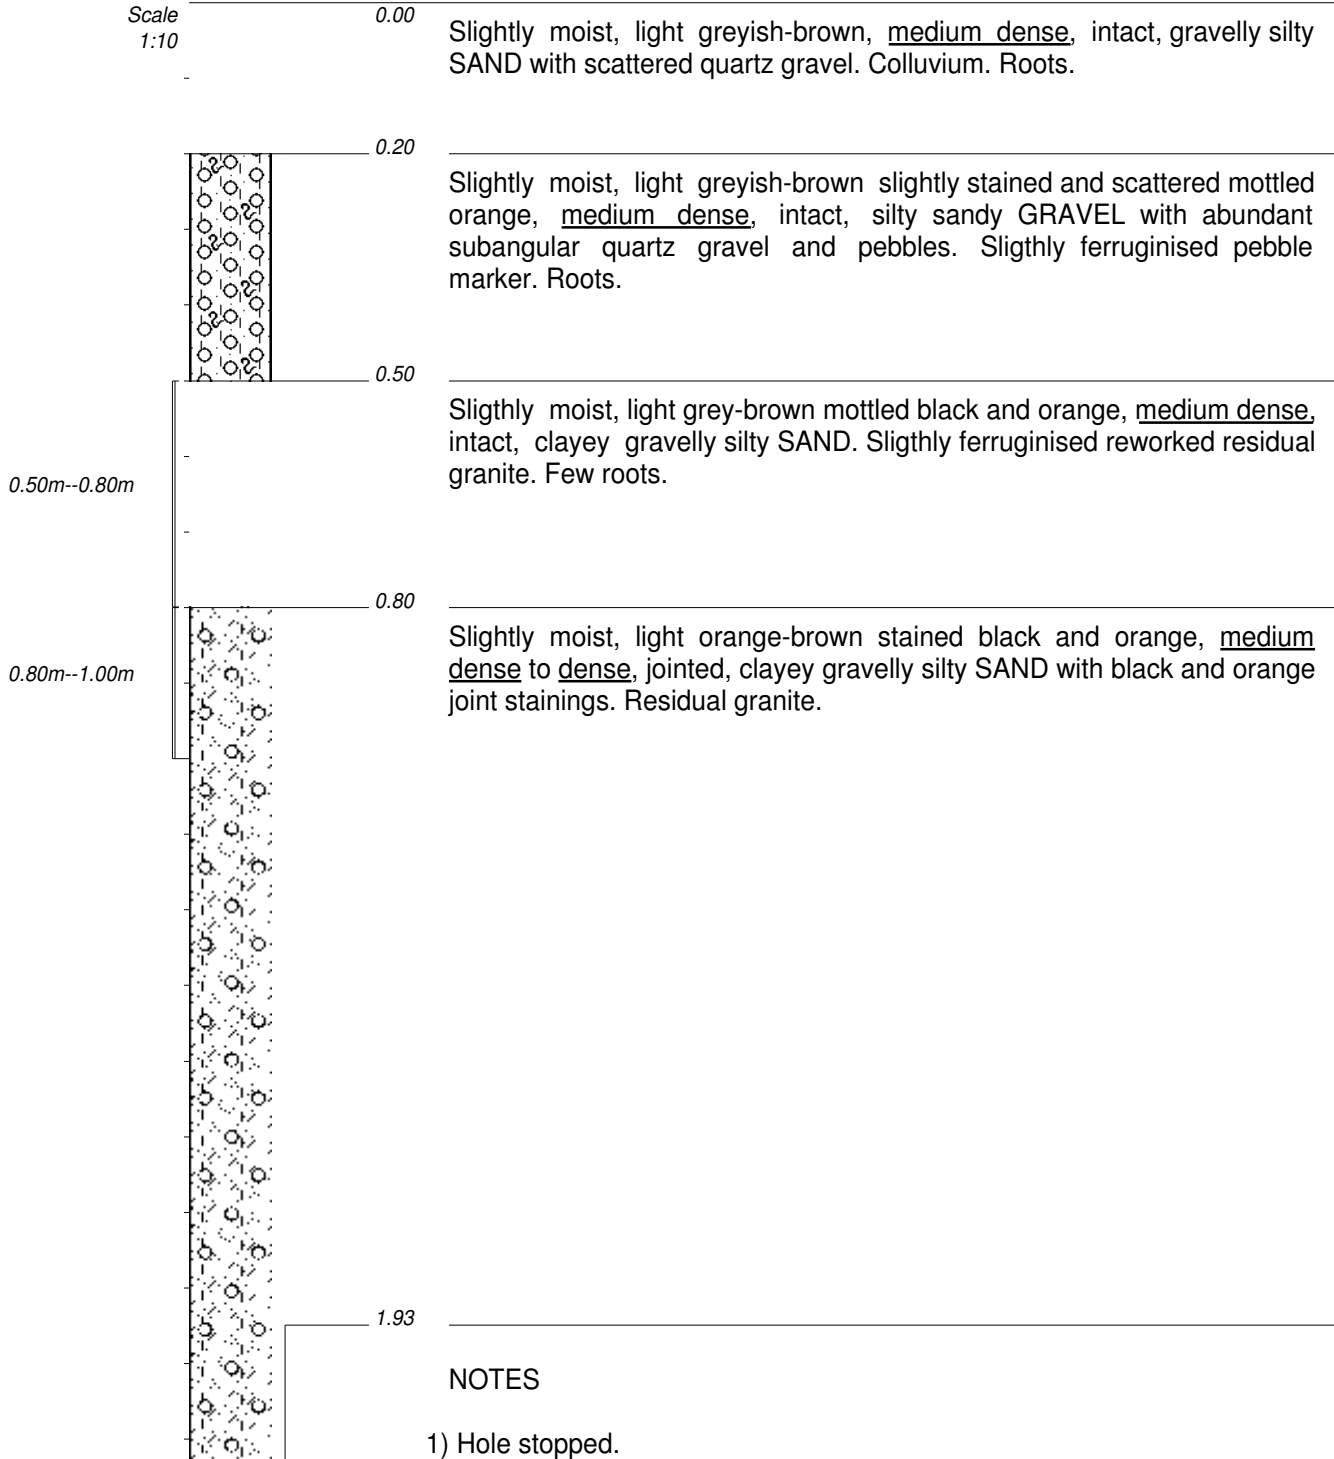 Scale
1:10
0.00
Slightly moist, light greyish-brown, medium dense, intact, gravelly silty
SAND with scattered quartz gravel. Colluvium. Roots.
0.20
Slightly moist, light greyish-brown slightly stained and scattered mottled
orange, medium dense, intact, silty sandy GRAVEL with abundant
subangular quartz gravel and pebbles. Sligthly ferruginised pebble
marker. Roots.
0.50
Sligthly moist, light grey-brown mottled black and orange, medium dense,
intact, clayey gravelly silty SAND. Sligthly ferruginised reworked residual
granite. Few roots.
0.50m--0.80m
0.80
Slightly moist, light orange-brown stained black and orange, medium
dense to dense, jointed, clayey gravelly silty SAND with black and orange
joint stainings. Residual granite.
0.80m--1.00m
1.93
NOTES
1) Hole stopped.